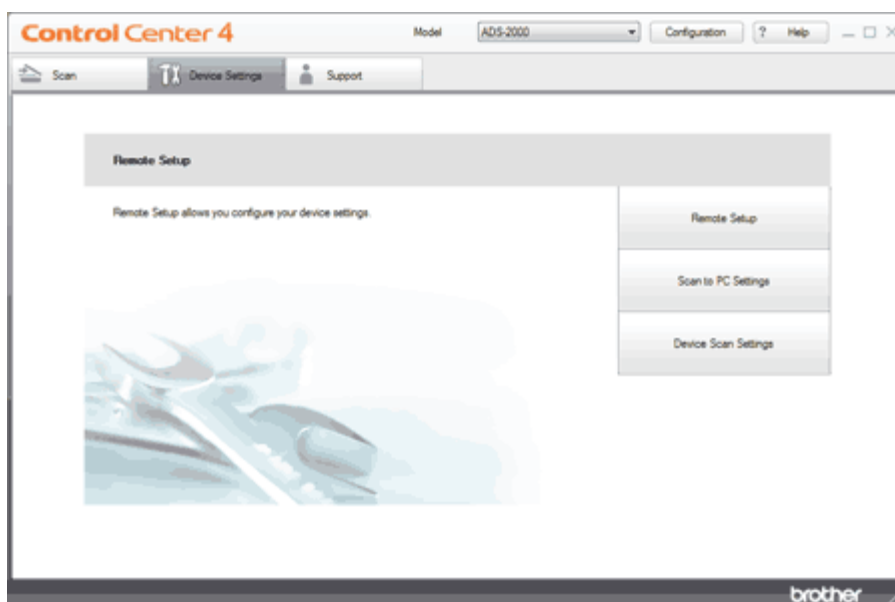 Control Center 4
Model ADS-2000 Configuration ? Help
Scan Device Settings Support
Remote Setup
Remote Setup allows you configure your device settings.
Remote Setup
Scan to PC Settings
Device Scan Settings
brother